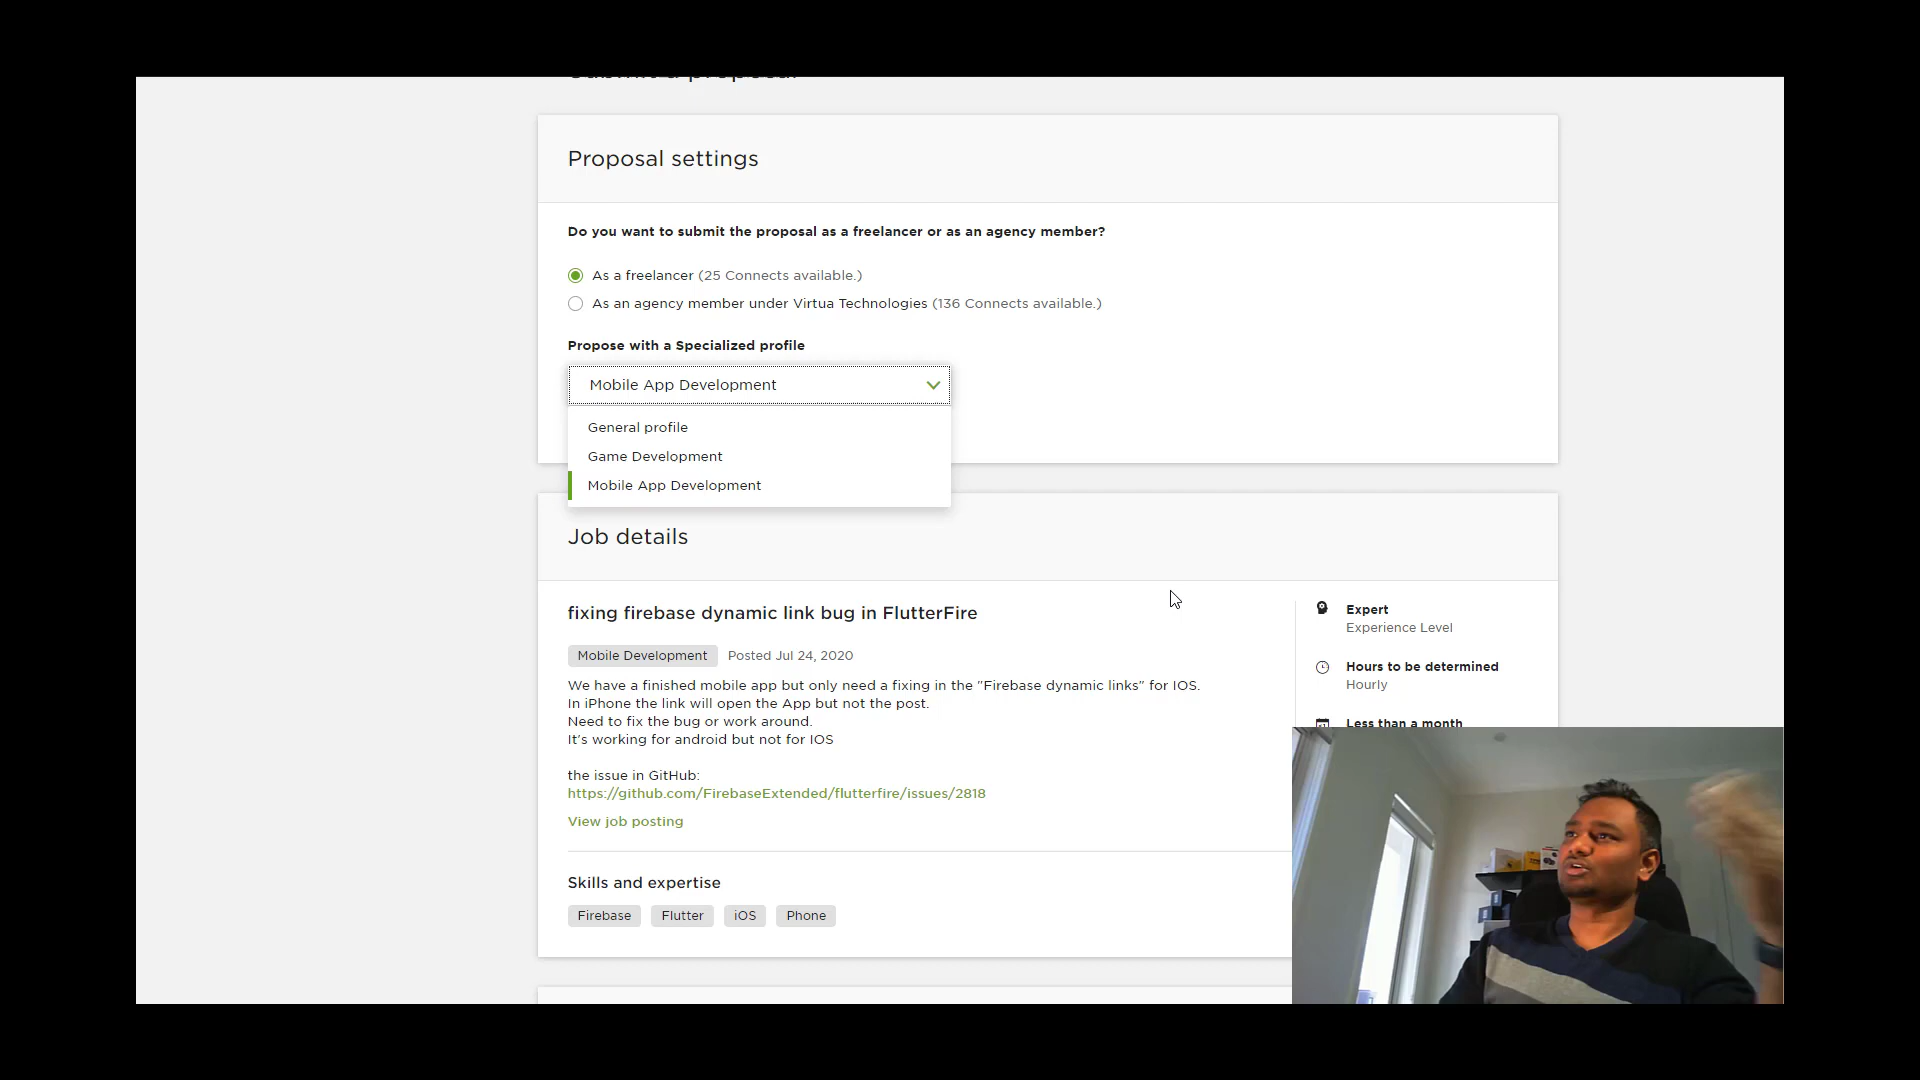 Proposal settings
Do you want to submit the proposal as a freelancer or as an agency member?
As a freelancer (25 Connects available.)
As an agency member under Virtua Technologies (136 Connects available.)
Propose with a Specialized profile
Mobile App Development
General profile
Game Development
Mobile App Development
Job details
fixing firebase dynamic link bug in FlutterFire
Mobile Development Posted Jul 24, 2020
We have a finished mobile app but only need a fixing in the "Firebase dynamic links" for IOS.
In iPhone the link will open the App but not the post.
Need to fix the bug or work around.
It's working for android but not for IOS
the issue in GitHub:
https://github.com/FirebaseExtended/flutterfire/issues/2818
View job posting
Skills and expertise
Firebase Flutter iOS Phone
Expert
Experience Level
Hours to be determined
Hourly
Less than a month